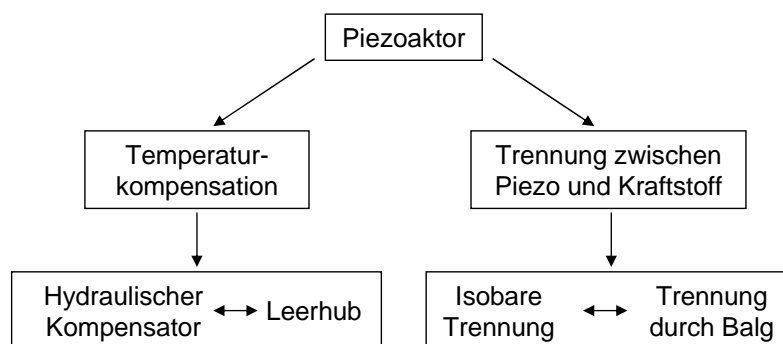 Piezoaktor
Temperatur-
kompensation
Trennung zwischen
Piezo und Kraftstoff
Hydraulischer
Kompensator
Leerhub
Isobare
Trennung
Trennung
durch Balg